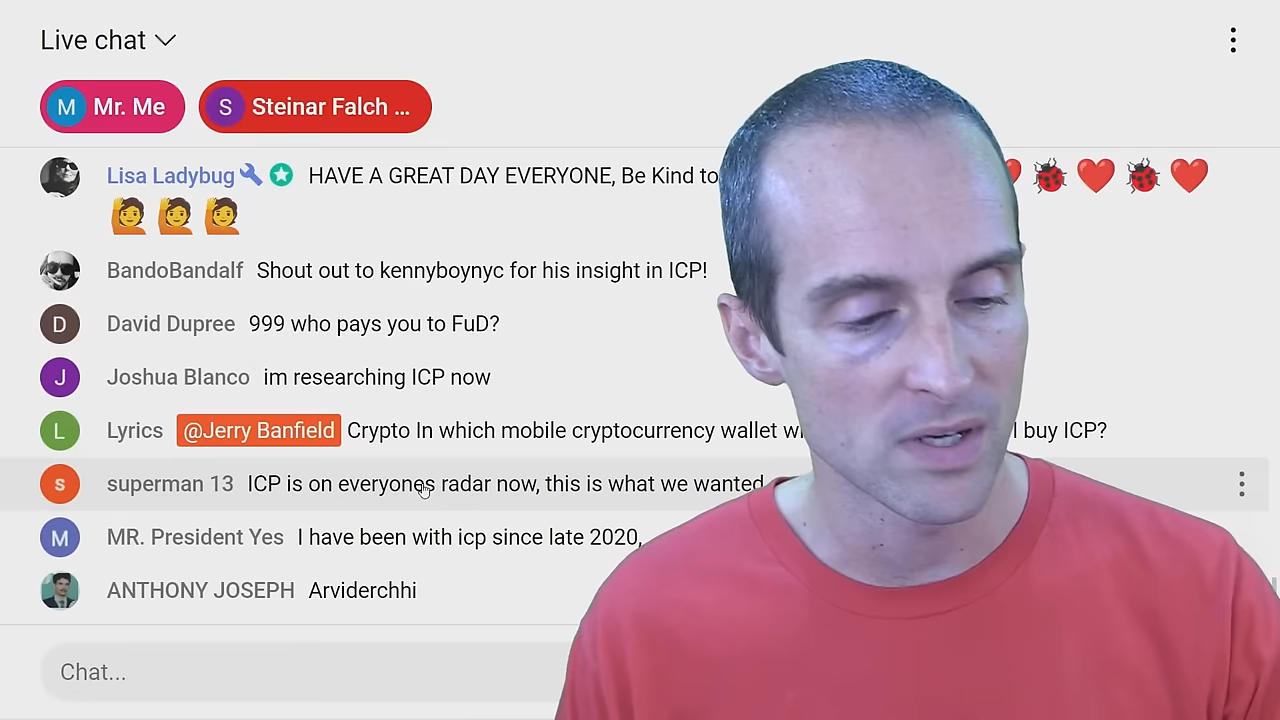 Live chat
M Mr. Me S Steinar Falch ...
Lisa Ladybug HAVE A GREAT DAY EVERYONE, Be Kind to
BandoBandalf Shout out to kennyboynyc for his insight in ICP!
D David Dupree 999 who pays you to FuD?
J Joshua Blanco im researching ICP now
L Lyrics @Jerry Banfield Crypto In which mobile cryptocurrency wallet I buy ICP?
s superman 13 ICP is on everyones radar now, this is what we wanted
M MR. President Yes I have been with icp since late 2020,
ANTHONY JOSEPH Arviderchhi
Chat...